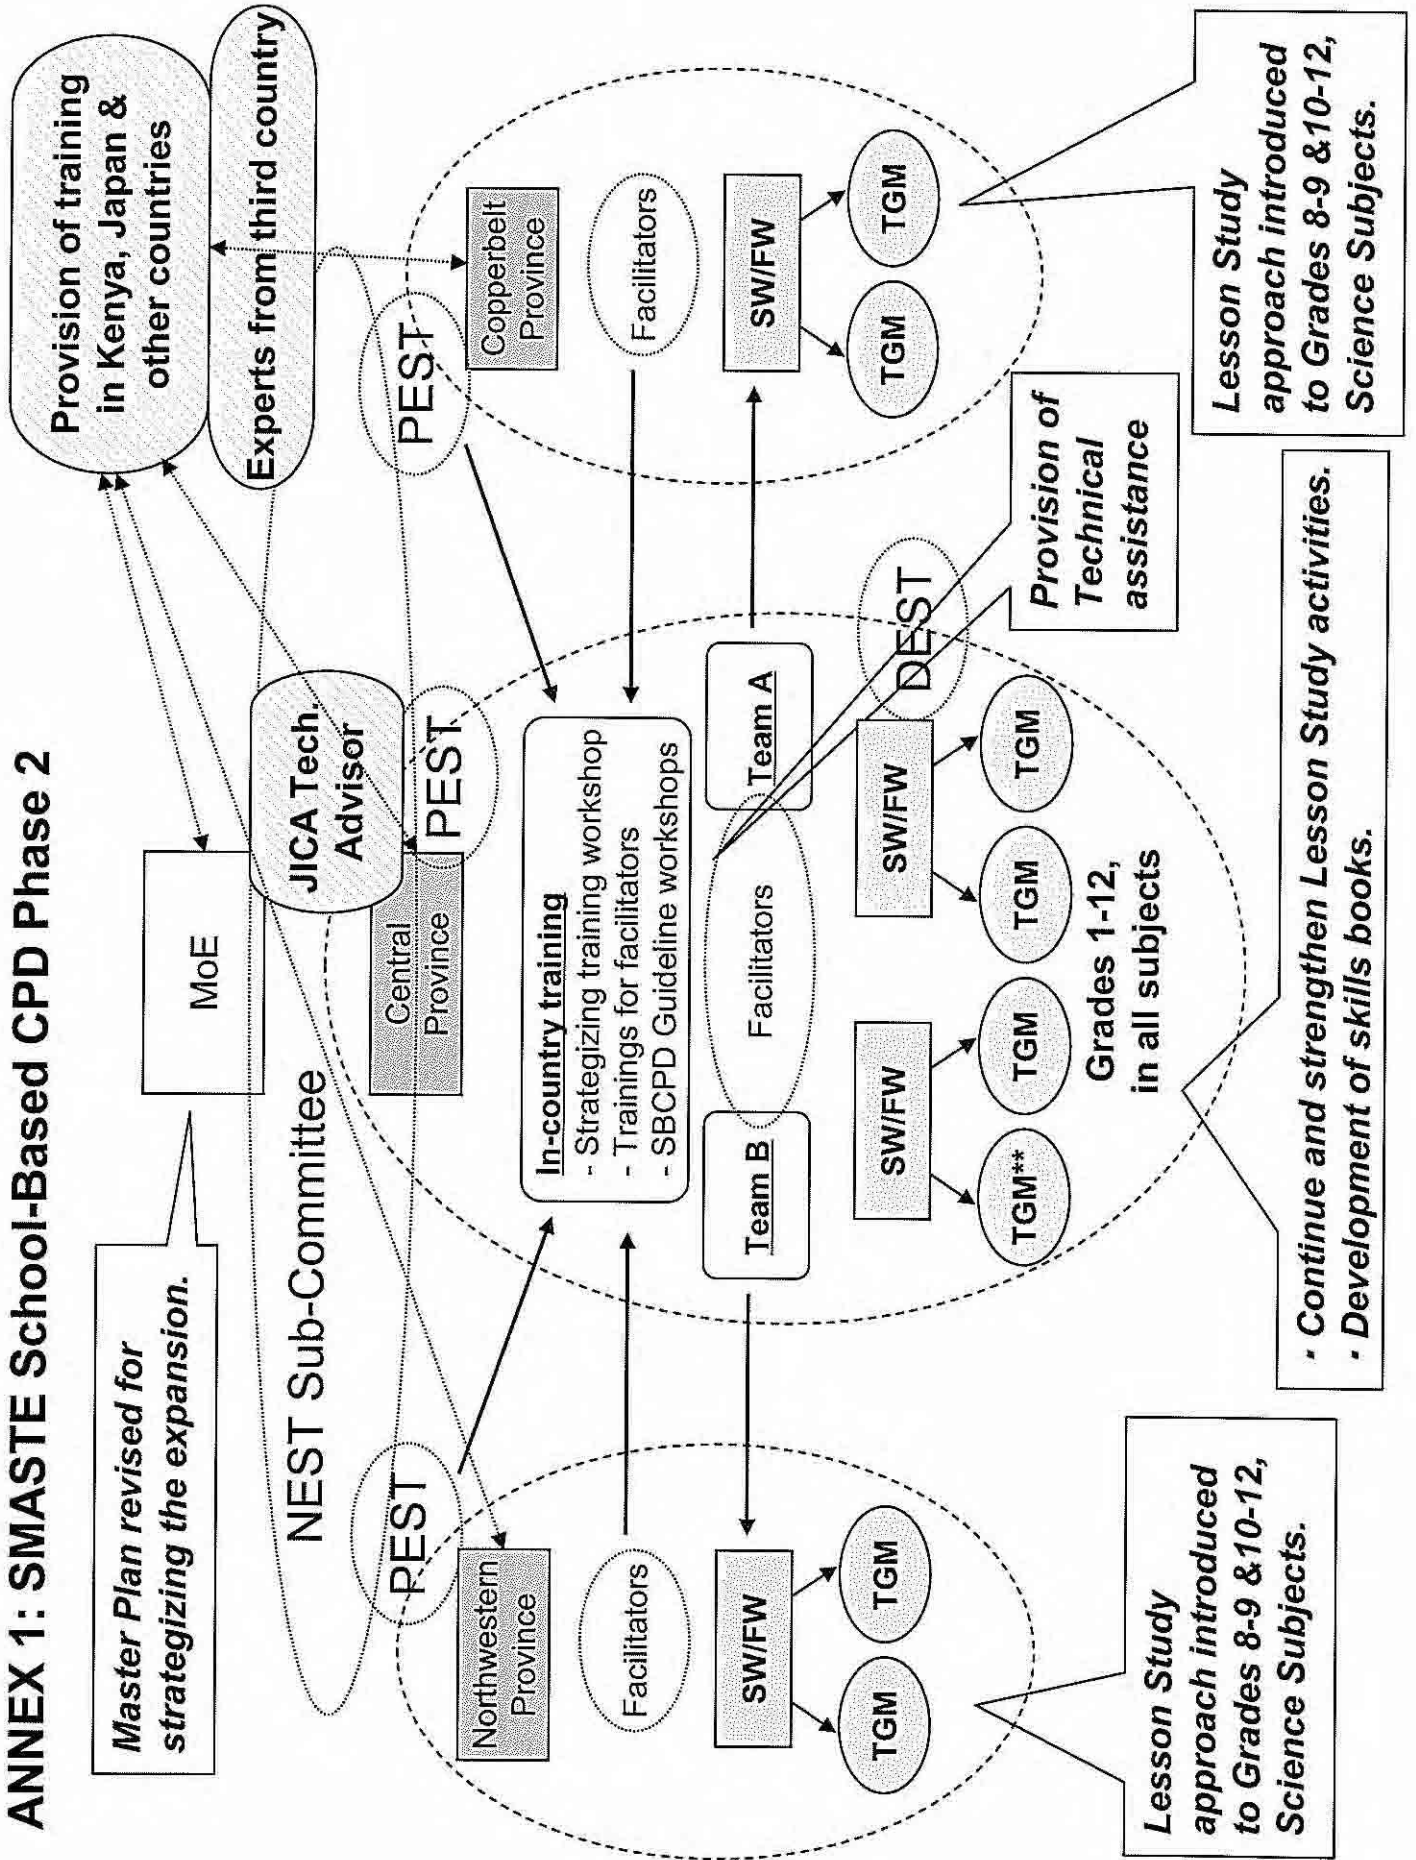 ANNEX 1: SMASTE School-Based CPD Phase 2
Master Plan revised for
strategizing the expansion.
MoE
Provision of training
in Kenya, Japan &
other countries
Experts from third country
NEST Sub-Committee
JICA Tech.
Advisor
PEST
Northwestern
Province
Central
Province
PEST
PEST
Copperbelt
Province
In-country training
- Strategizing training workshop
- Trainings for facilitators
- SBCPD Guideline workshops
Facilitators
Facilitators
Team B
Facilitators
Team A
SW/FW
TGM
TGM
SW/FW
TGM**
TGM
SW/FW
TGM
TGM
DEST
SW/FW
TGM
TGM
Grades 1-12,
in all subjects
Provision of
Technical
assistance
Lesson Study
approach introduced
to Grades 8-9 &10-12,
Science Subjects.
· Continue and strengthen Lesson Study activities.
· Development of skills books.
Lesson Study
approach introduced
to Grades 8-9 &10-12,
Science Subjects.